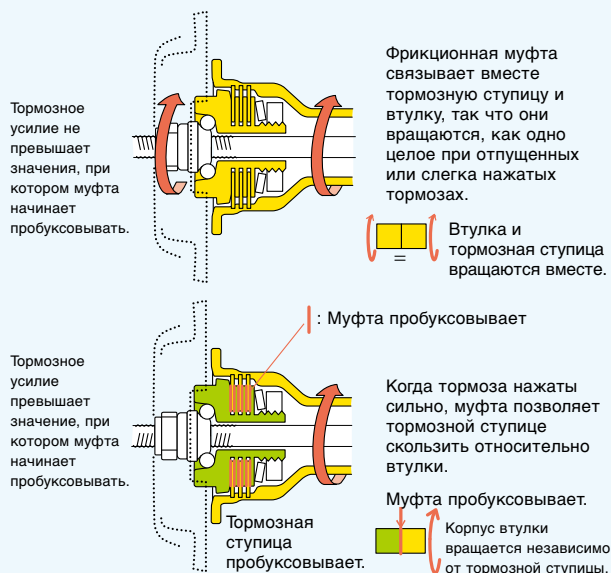 Тормозное
усилие не
превышает
значения, при
котором муфта
начинает
пробуксовывать.
Фрикционная муфта
связывает вместе
тормозную ступицу и
втулку, так что они
вращаются, как одно
целое при отпущенных
или слегка нажатых
тормозах.
=
Втулка и
тормозная ступица
вращаются вместе.
: Муфта пробуксовывает
Тормозное
усилие
превышает
значение, при
котором муфта
начинает
пробуксовывать.
Когда тормоза нажаты
сильно, муфта позволяет
тормозной ступице
скользить относительно
втулки.
Тормозная
ступица
пробуксовывает.
Муфта пробуксовывает.
Корпус втулки
вращается независимо
от тормозной ступицы.